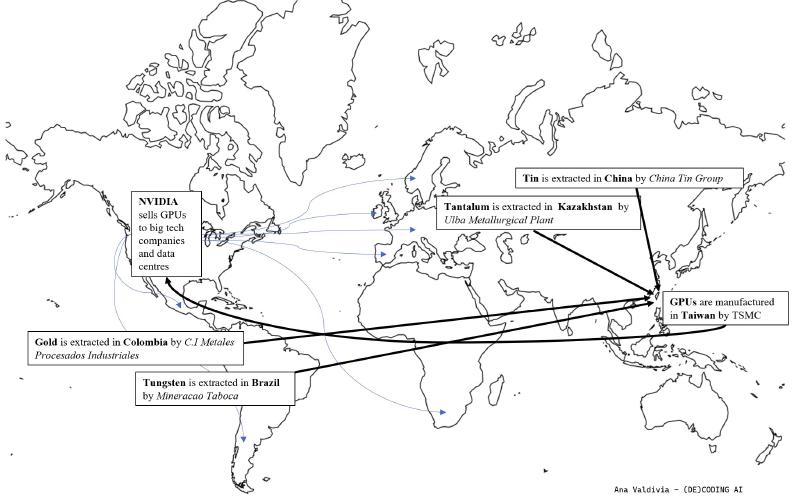 Tin is extracted in China by China Tin Group
NVIDIA
sells GPUs
to big tech
companies
and data
centres
Tantalum is extracted in Kazakhstan by
Ulba Metallurgical Plant
GPUs are manufactured
in Taiwan by TSMC
Gold is extracted in Colombia by C.I Metales
Procesados Industriales
Tungsten is extracted in Brazil
by Mineracao Taboca
Ana Valdivia – (DE)CODING AI